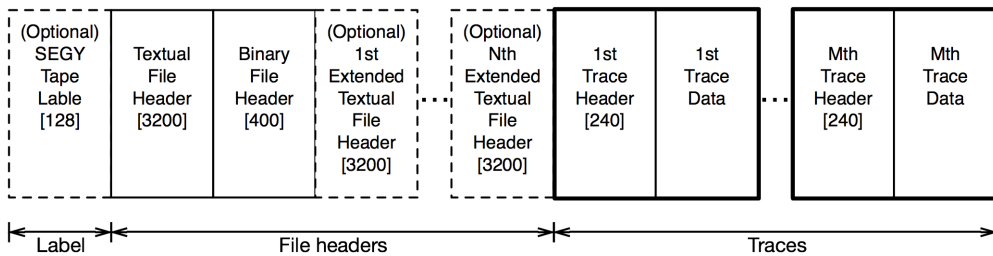 (Optional)
SEGY
Tape
Lable
[128]
Textual
File
Header
[3200]
Binary
File
Header
[400]
(Optional)
1st
Extended
Textual
File
Header
[3200]
...
(Optional)
Nth
Extended
Textual
File
Header
[3200]
1st
Trace
Header
[240]
1st
Trace
Data
...
Mth
Trace
Header
[240]
Mth
Trace
Data
Label
File headers
Traces